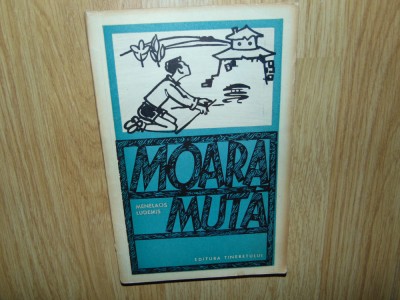 MOARA
MENELAOS
LUDEMIS
MUTĂ
EDITURA TINERETULUI